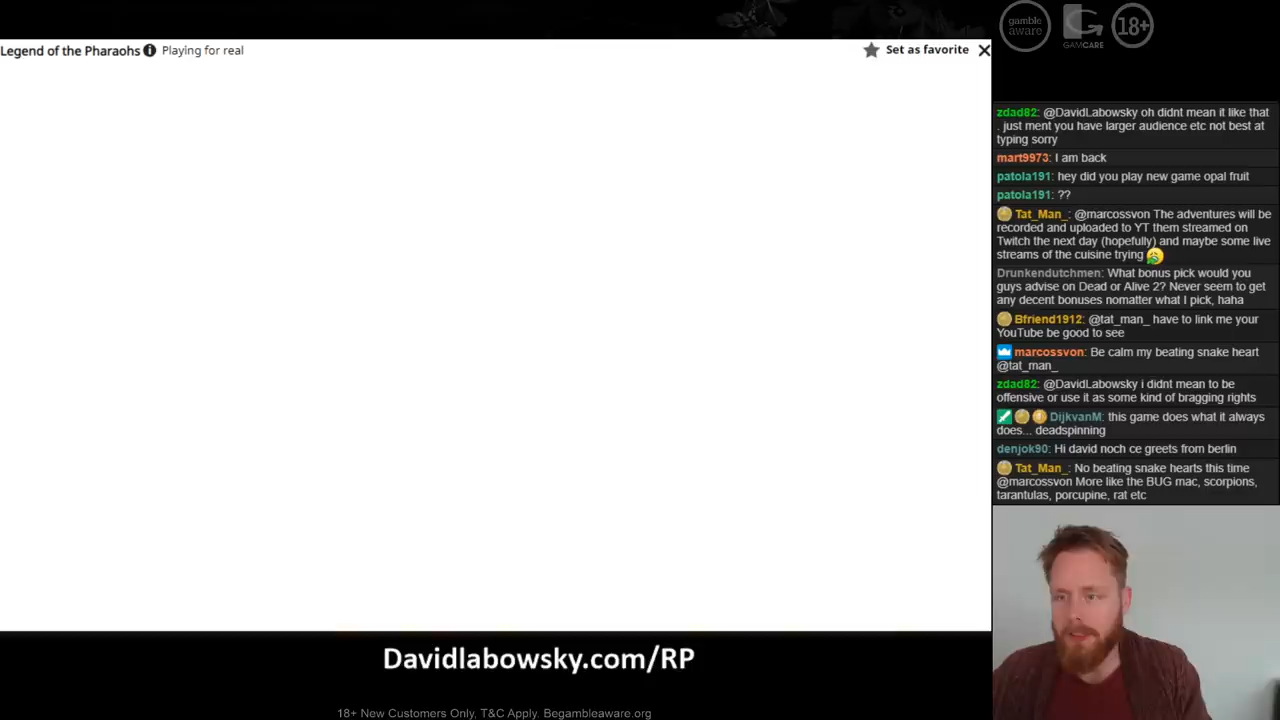 gamble
aware
GAMCARE
18+
Legend of the Pharaohs i Playing for real
Set as favorite
zdad82: @DavidLabowsky oh didnt mean it like that
. just ment you have larger audience etc not best at
typing sorry
mart9973: I am back
patola191: hey did you play new game opal fruit
patola191: ??
Tat_Man_: @marcossvon The adventures will be
recorded and uploaded to YT them streamed on
Twitch the next day (hopefully) and maybe some live
streams of the cuisine trying
Drunkendutchmen: What bonus pick would you
guys advise on Dead or Alive 2? Never seem to get
any decent bonuses nomatter what I pick, haha
Bfriend1912: @tat_man_ have to link me your
YouTube be good to see
marcossvon: Be calm my beating snake heart
@tat_man_
zdad82: @DavidLabowsky i didnt mean to be
offensive or use it as some kind of bragging rights
DijkvanM: this game does what it always
does... deadspinning
denjok90: Hi david noch ce greets from berlin
Tat_Man_: No beating snake hearts this time
@marcossvon More like the BUG mac, scorpions,
tarantulas, porcupine, rat etc
Davidlabowsky.com/RP
18+ New Customers Only, T&C Apply. Begambleaware.org